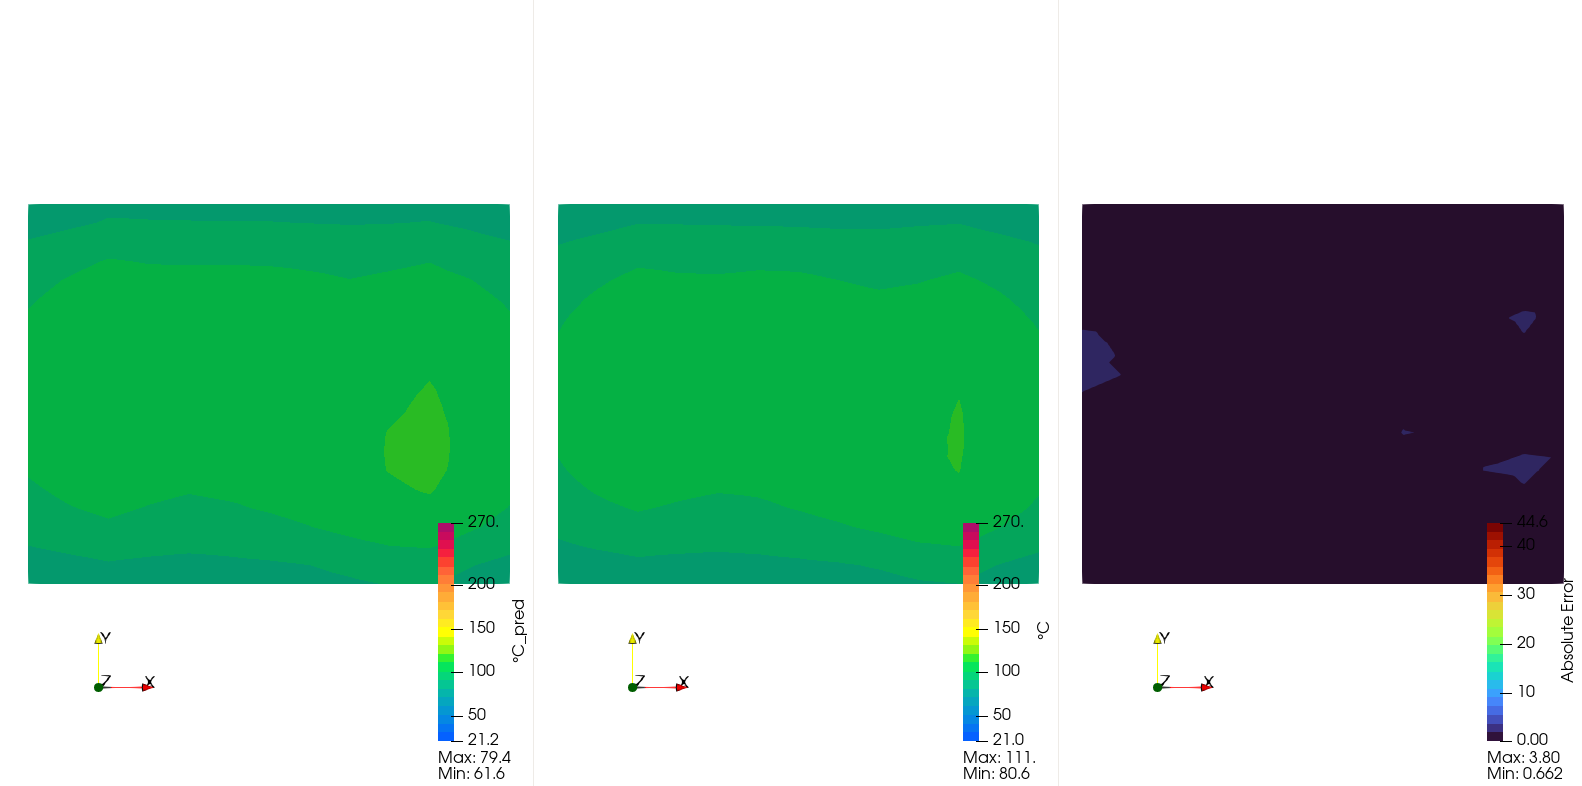 270.
200
150
100
50
21.2
°C_pred
Max: 79.4
Min: 61.6
Y
Z
X
270.
200
150
100
50
21.0
°C
Max: 111.
Min: 80.6
Y
Z
X
44.6
40
30
20
10
0.00
Absolute Error
Max: 3.80
Min: 0.662
Y
Z
X